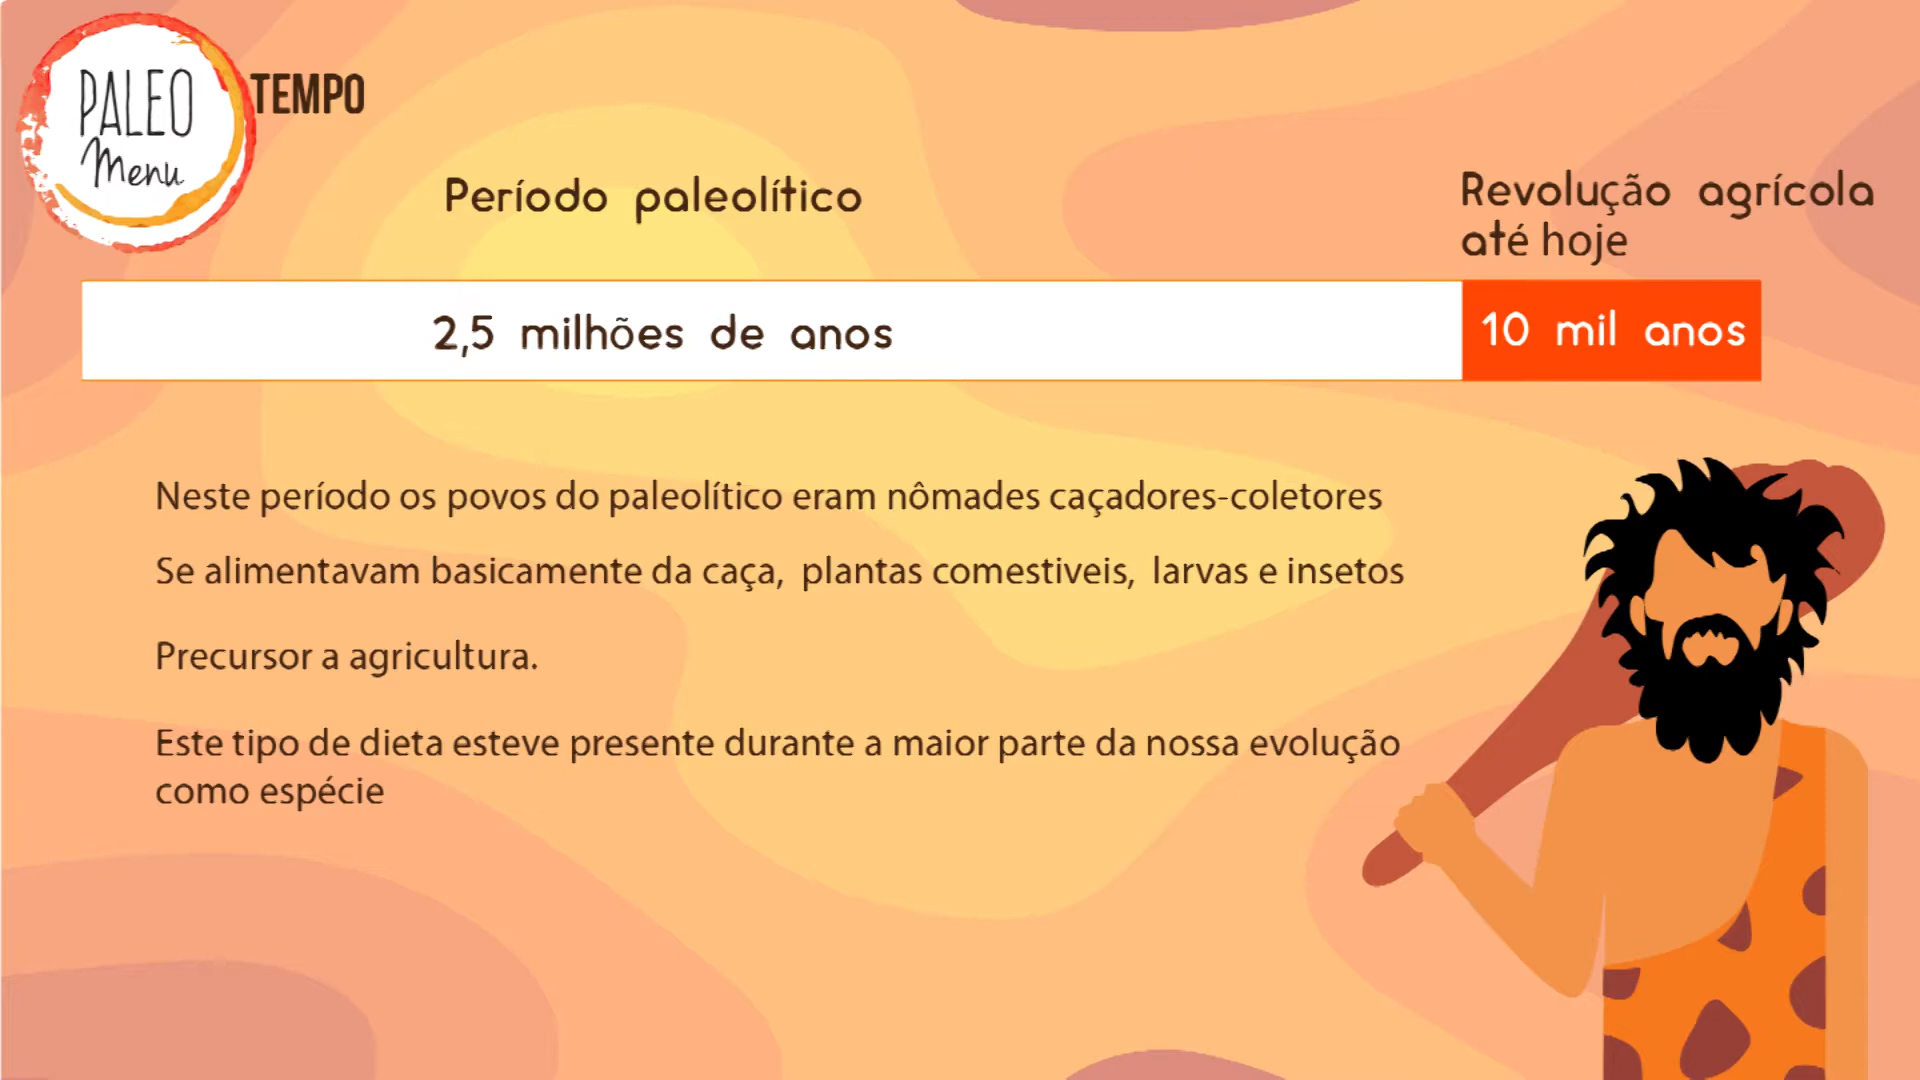 PALEO
Menu
TEMPO
Período paleolítico
Revolução agrícola
até hoje
2,5 milhões de anos
10 mil anos
Neste período os povos do paleolítico eram nômades caçadores-coletores
Se alimentavam basicamente da caça, plantas comestiveis, larvas e insetos
Precursor a agricultura.
Este tipo de dieta esteve presente durante a maior parte da nossa evolução
como espécie